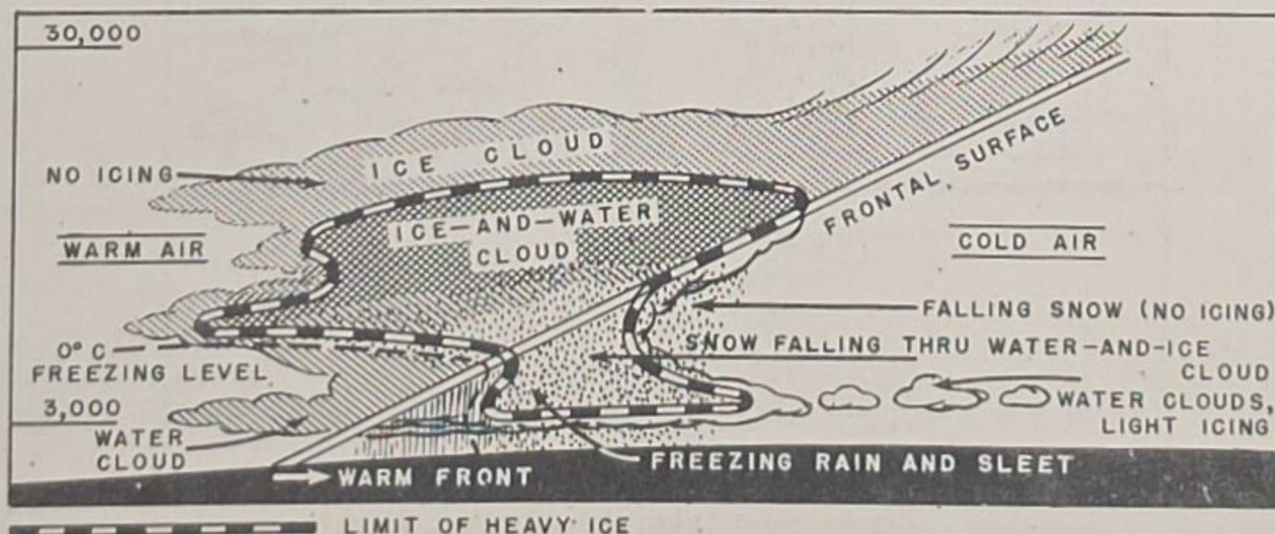 30,000
ICE CLOUD
NO ICING
ICE-AND-WATER
CLOUD
WARM AIR
FRONTAL SURFACE
COLD AIR
FALLING SNOW (NO ICING)
0° C
FREEZING LEVEL
SNOW FALLING THRU WATER-AND-ICE
CLOUD
3,000
WATER CLOUDS,
LIGHT ICING
WATER
CLOUD
WARM FRONT
FREEZING RAIN AND SLEET
LIMIT OF HEAVY ICE